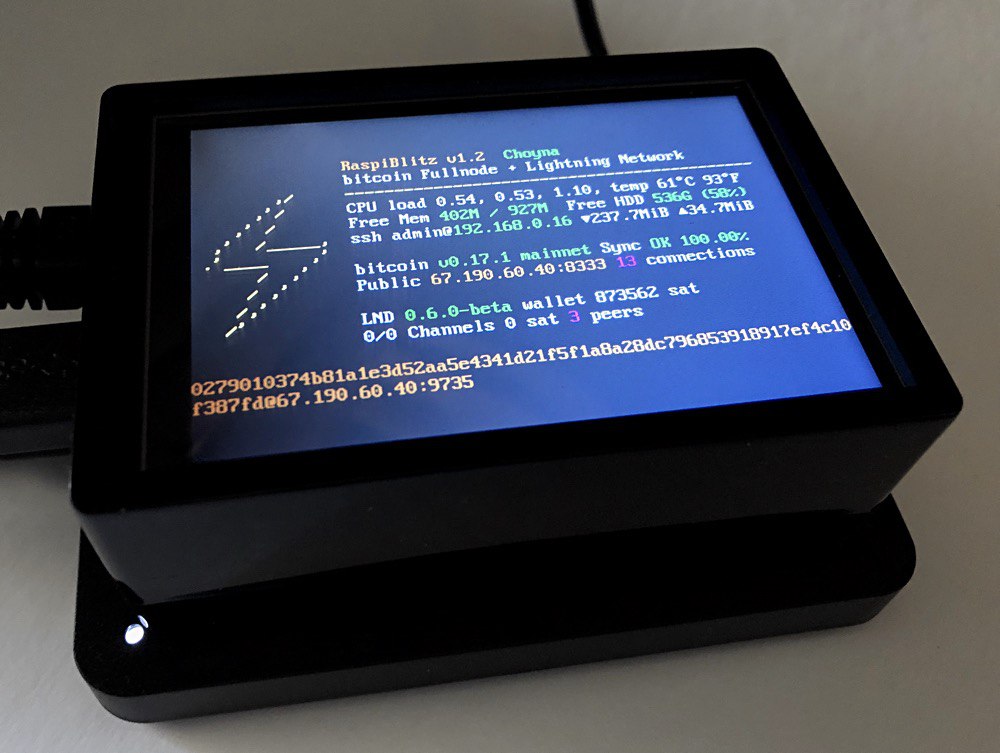 RaspiBlitz v1.2 Choyna
bitcoin Fullnode + Lightning Network
CPU load 0.54, 0.53, 1.10, temp 61°C 93°F
Free Mem 402M / 927M Free HDD 536G (58%)
ssh admin@192.168.0.16 ▼237.7MiB ▲34.7MiB
bitcoin v0.17.1 mainnet Sync OK 100.00%
Public 67.190.60.40:8333 13 connections
LND 0.6.0-beta wallet 873562 sat
0/0 Channels 0 sat 3 peers
0279010374b81a1e3d52aa5e4341d21f5f1a8a28dc796853918917ef4c10
f387fd@67.190.60.40:9735